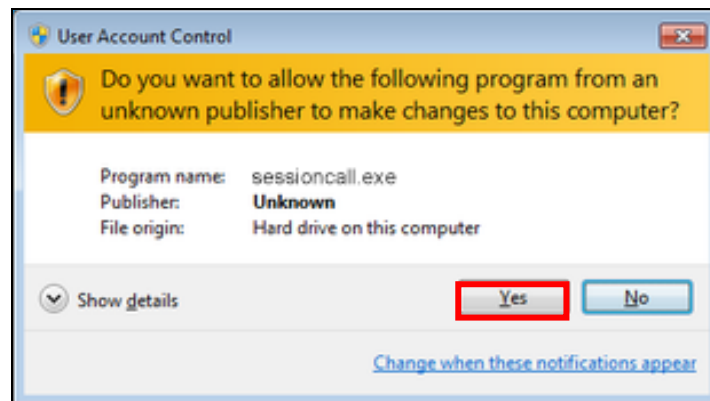 User Account Control
Do you want to allow the following program from an
unknown publisher to make changes to this computer?
Program name: sessioncall.exe
Publisher: Unknown
File origin: Hard drive on this computer
Show details
Yes No
Change when these notifications appear